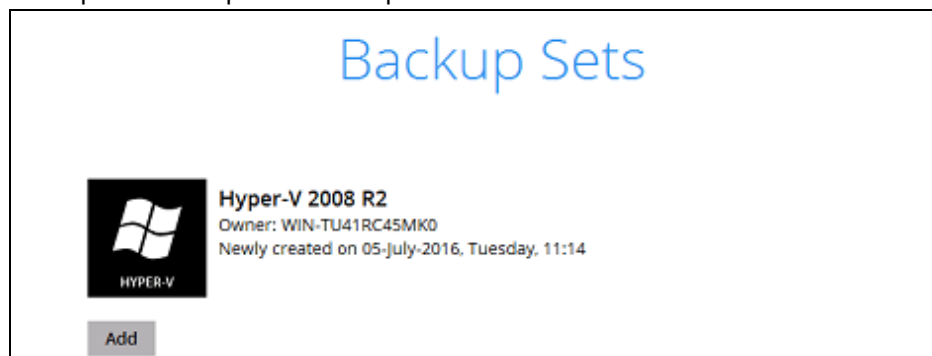 Backup Sets
Hyper-V 2008 R2
Owner: WIN-TU41RC45MK0
Newly created on 05-July-2016, Tuesday, 11:14
HYPER-V
Add